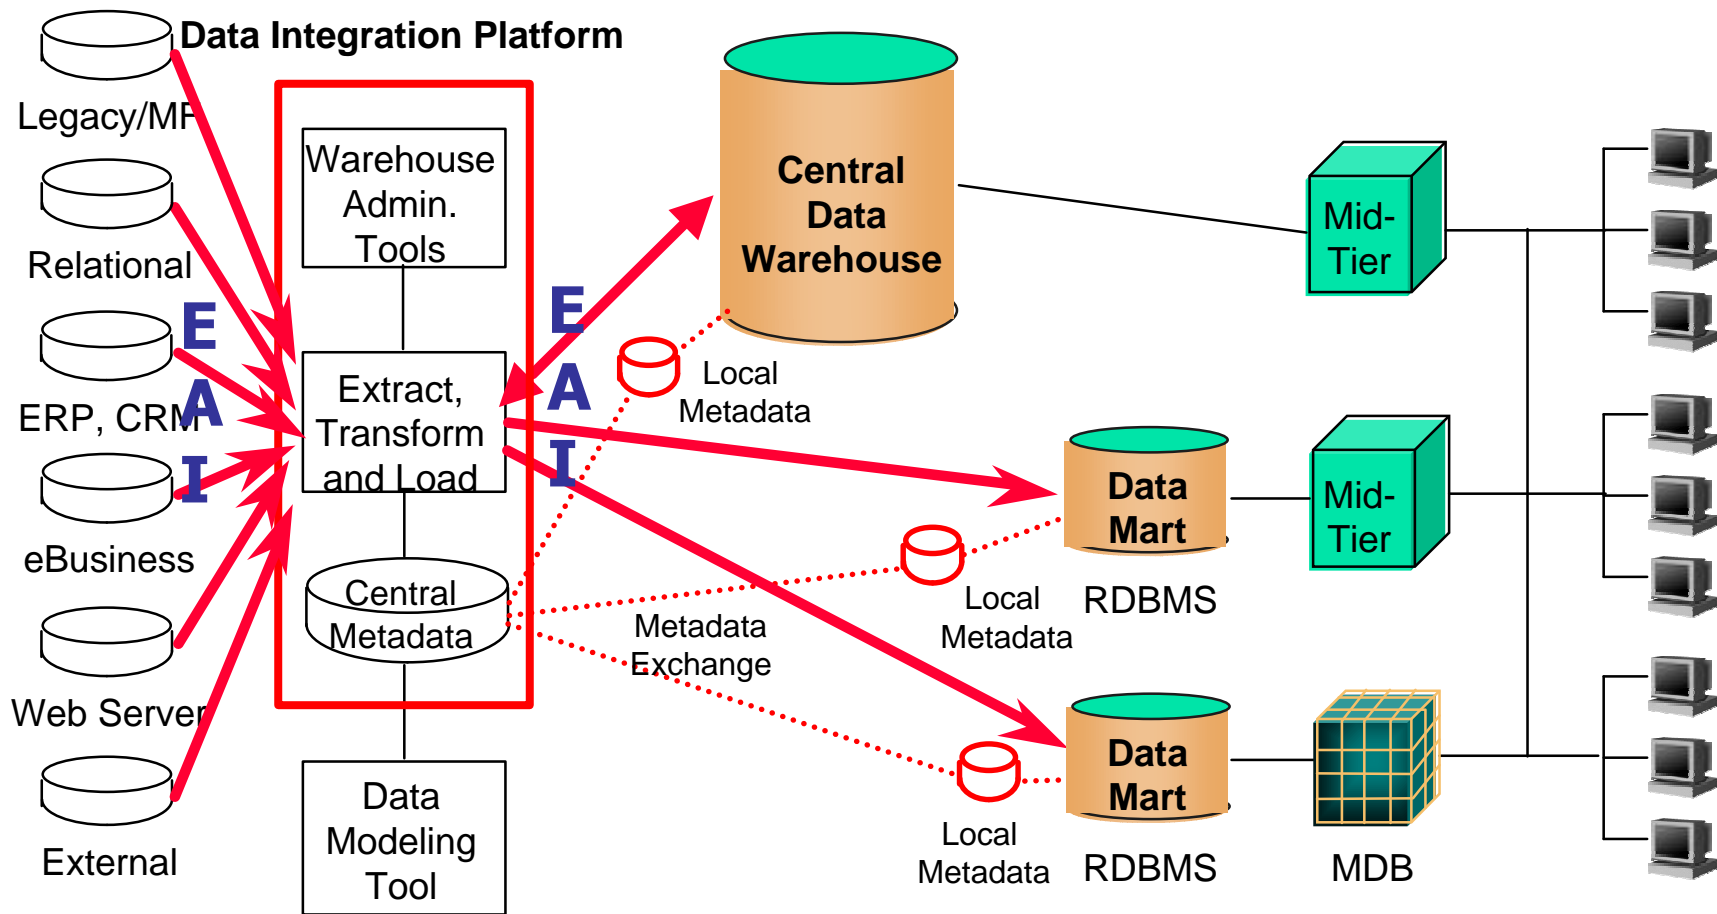 Data Integration Platform
Legacy/MF
Relational
ERP, CRM
eBusiness
Web Server
External
E
A
I
Warehouse
Admin.
Tools
Extract,
Transform
and Load
Central
Metadata
Data
Modeling
Tool
E
A
I
Central
Data
Warehouse
Local
Metadata
Local
Metadata
Metadata
Exchange
Local
Metadata
Data
Mart
RDBMS
Data
Mart
RDBMS
Mid-
Tier
Mid-
Tier
MDB